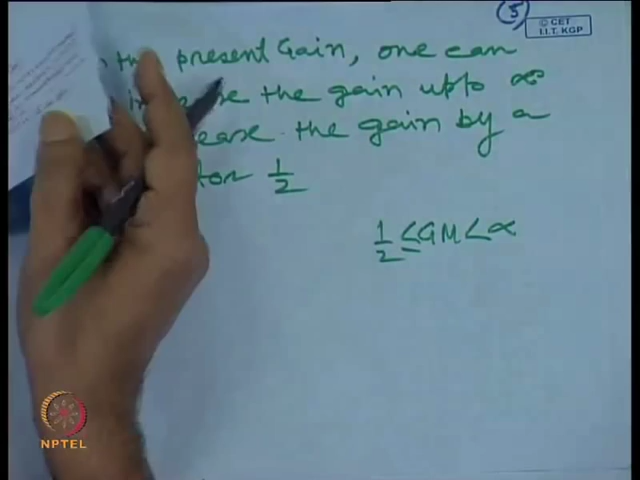 5
© CET
I.I.T. KGP
present Gain, one can
the gain upto ∞
the gain by a
1/2
1/2 ≤ GM < ∝
NPTEL